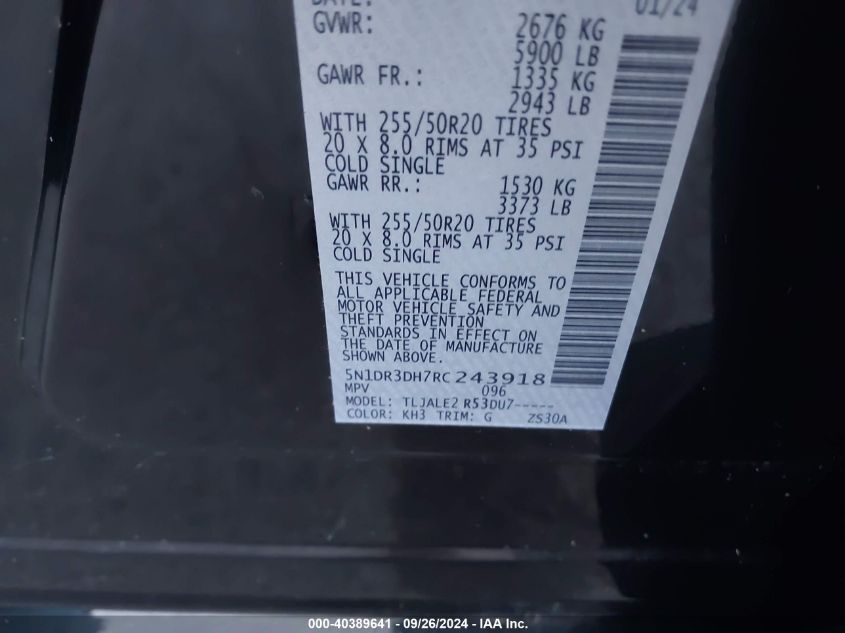 DATE: 01/24
GVWR: 2676 KG
5900 LB
GAWR FR.: 1335 KG
2943 LB
WITH 255/50R20 TIRES
20 X 8.0 RIMS AT 35 PSI
COLD SINGLE
GAWR RR.: 1530 KG
3373 LB
WITH 255/50R20 TIRES
20 X 8.0 RIMS AT 35 PSI
COLD SINGLE
THIS VEHICLE CONFORMS TO
ALL APPLICABLE FEDERAL
MOTOR VEHICLE SAFETY AND
THEFT PREVENTION
STANDARDS IN EFFECT ON
THE DATE OF MANUFACTURE
SHOWN ABOVE.
5N1DR3DH7RC243918
MPV 096
MODEL: TLJALE2 R53DU7-----
COLOR: KH3 TRIM: G ZS30A
000-40389641 - 09/26/2024 - IAA Inc.